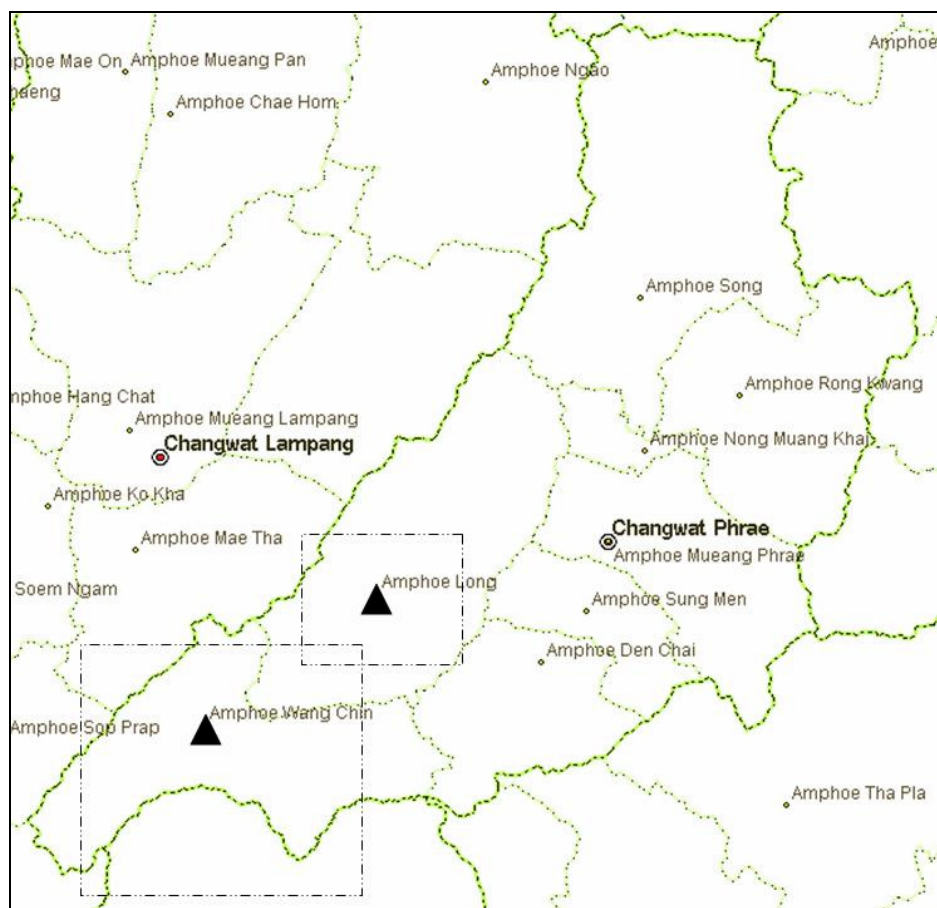 Amphoe
phoe Mae On
Amphoe Mueang Pan
Amphoe Ngao
haeng
Amphoe Chae Hom
Amphoe Song
Amphoe Rong Kwang
mphoe Hang Chat
Amphoe Mueang Lampang
Changwat Lampang
Amphoe Nong Muang Khai
Amphoe Ko Kha
Changwat Phrae
Amphoe Mae Tha
Amphoe Mueang Phrae
Soem Ngam
Amphoe Long
Amphoe Sung Men
Amphoe Den Chai
Amphoe Wang Chin
Amphoe Sop Prap
Amphoe Tha Pla